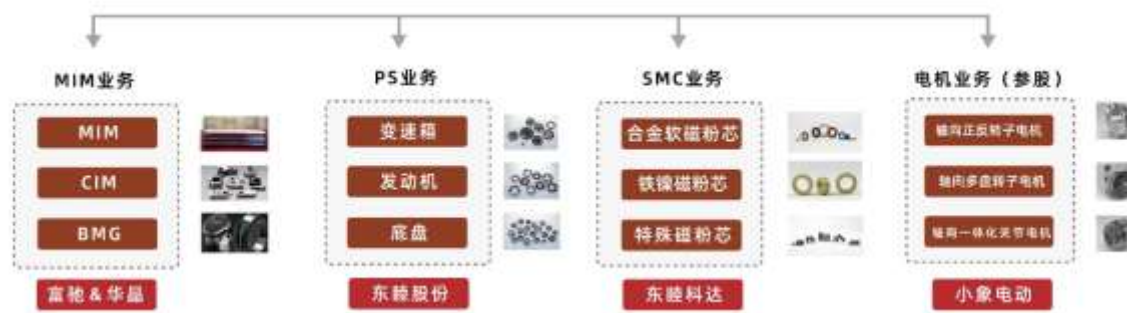 MIM业务
PS业务
SMC业务
电机业务（参股）
MIM
CIM
BMG
变速箱
发动机
底盘
合金软磁粉芯
铁镍磁粉芯
特殊磁粉芯
轴向正反转子电机
轴向多盘转子电机
轴向一体化关节电机
富驰&华晶
东睦股份
东睦科达
小象电动